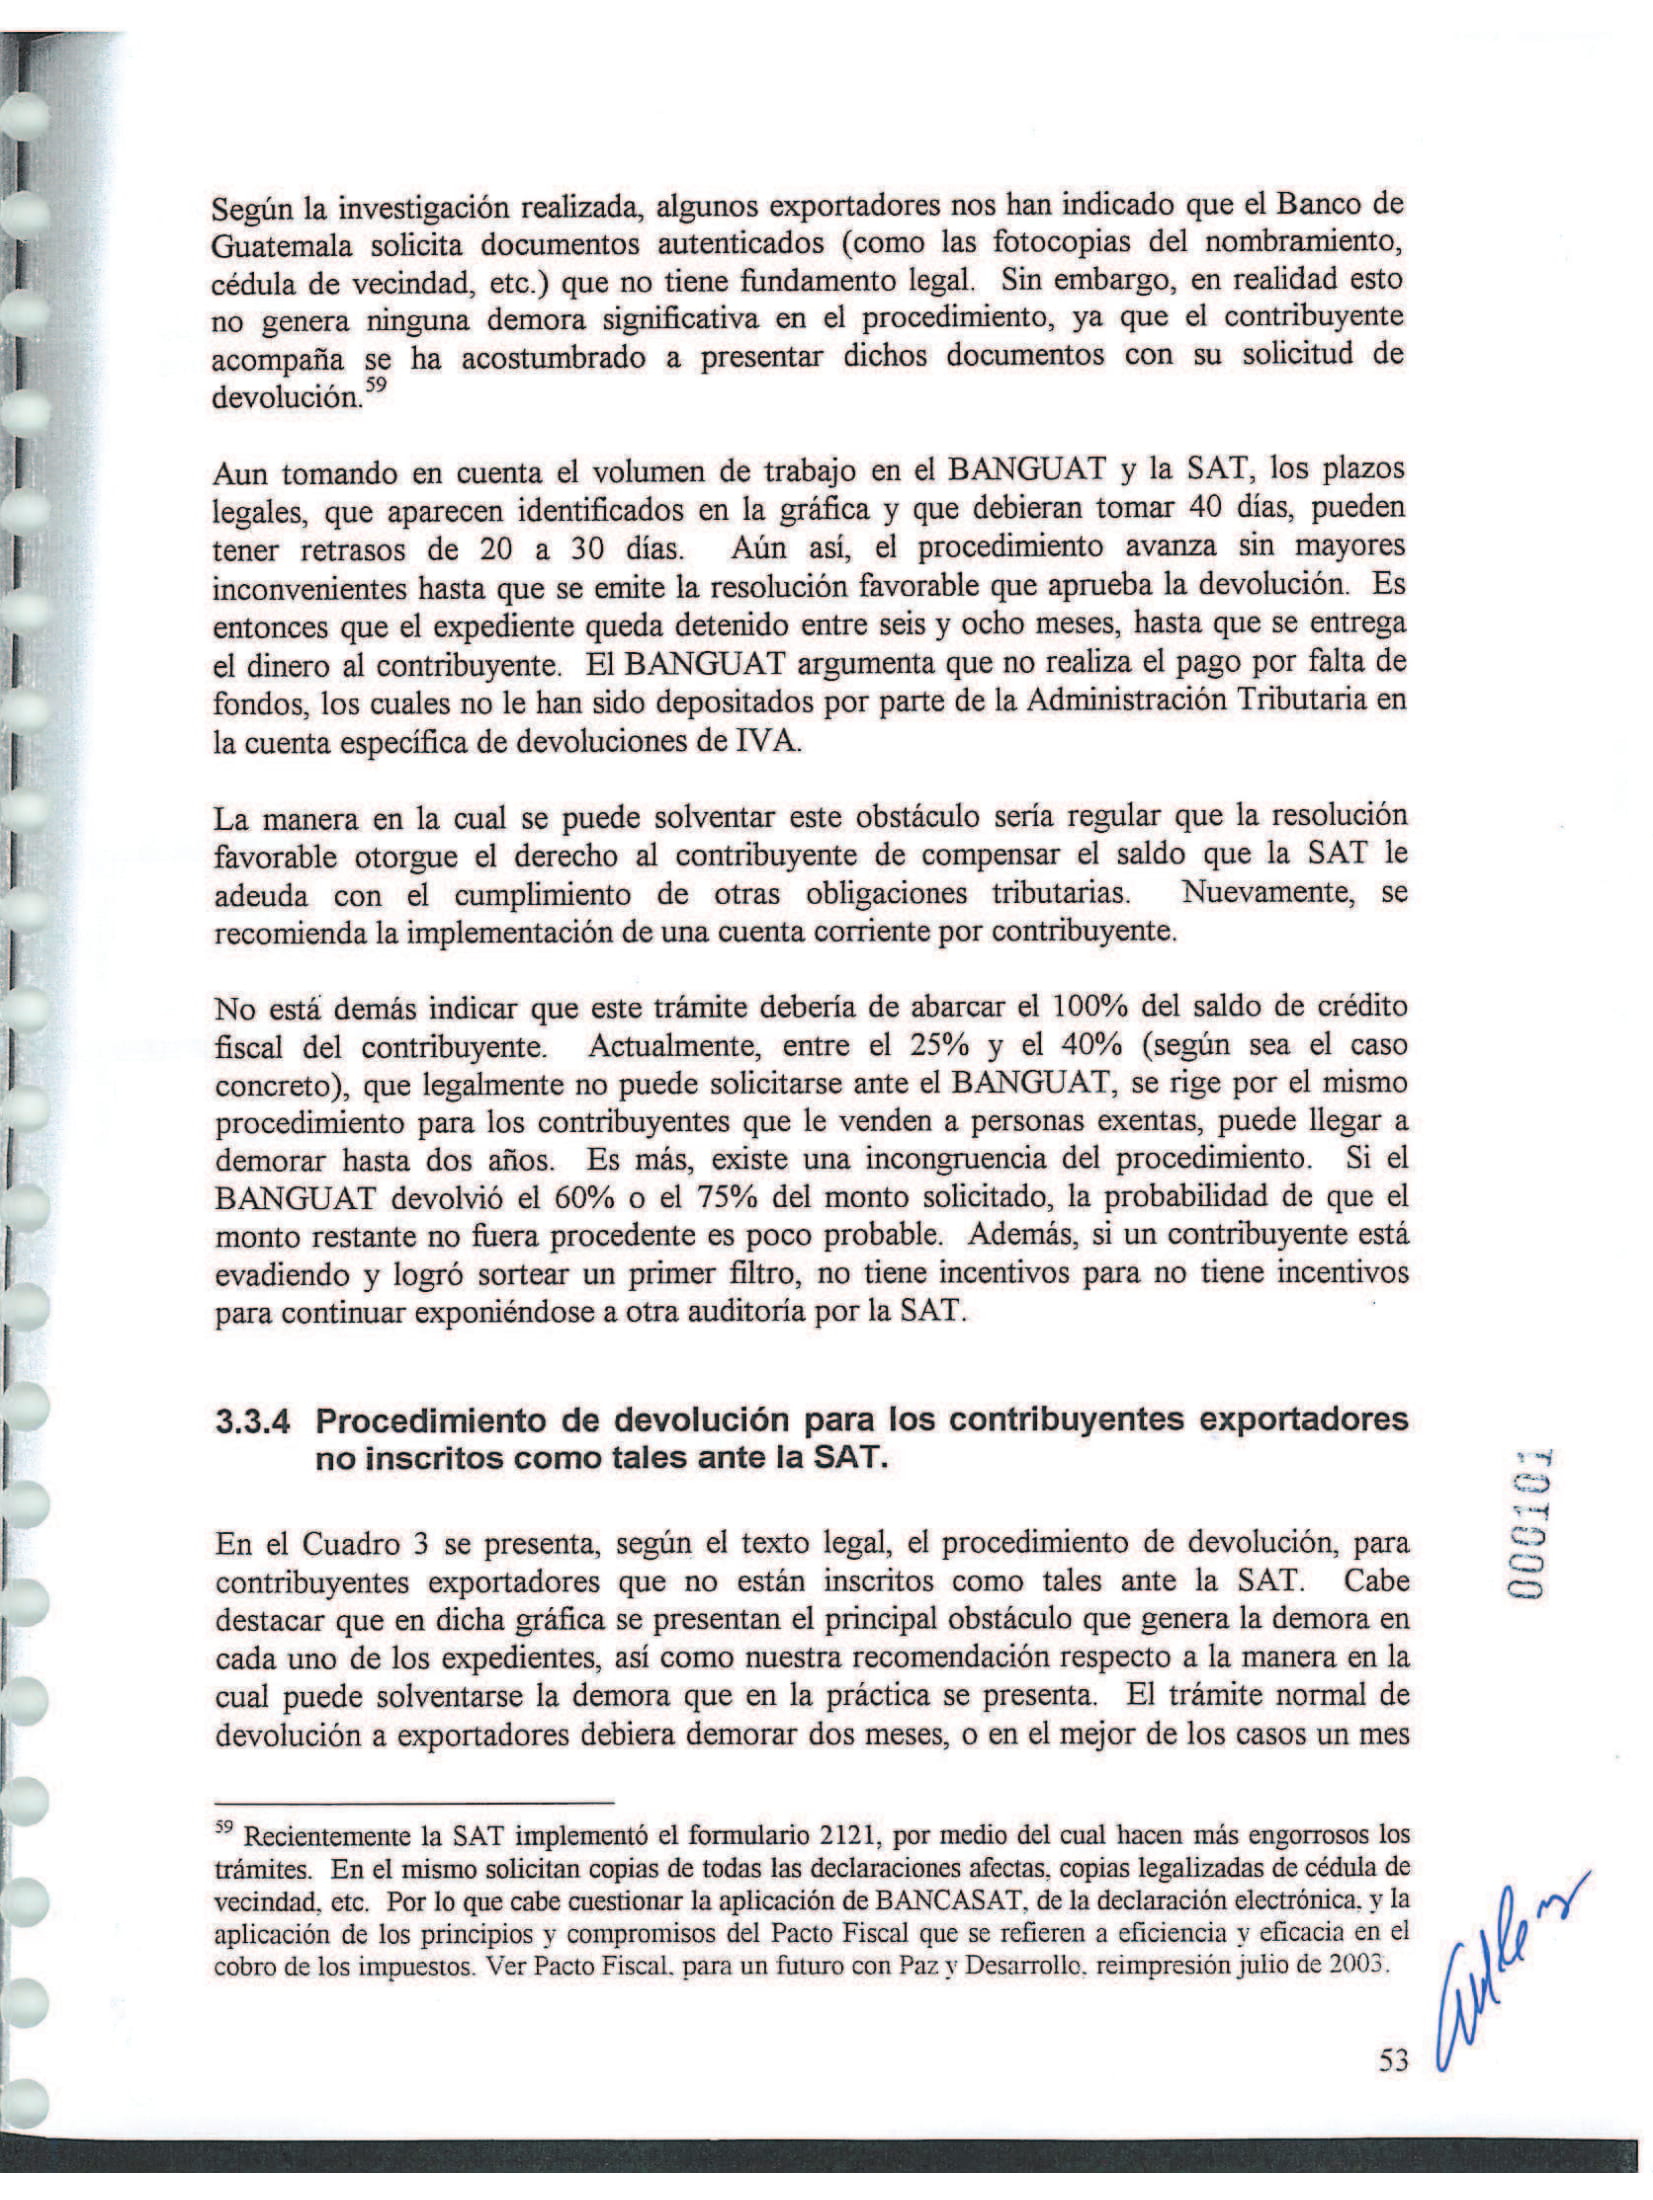 Según la investigación realizada, algunos exportadores nos han indicado que el Banco de
Guatemala solicita documentos autenticados (como las fotocopias del nombramiento,
cédula de vecindad, etc.) que no tiene fundamento legal. Sin embargo, en realidad esto
no genera ninguna demora significativa en el procedimiento, ya que el contribuyente
acompaña se ha acostumbrado a presentar dichos documentos con su solicitud de
devolución.59
Aun tomando en cuenta el volumen de trabajo en el BANGUAT y la SAT, los plazos
legales, que aparecen identificados en la gráfica y que debieran tomar 40 días, pueden
tener retrasos de 20 a 30 días. Aún así, el procedimiento avanza sin mayores
inconvenientes hasta que se emite la resolución favorable que aprueba la devolución. Es
entonces que el expediente queda detenido entre seis y ocho meses, hasta que se entrega
el dinero al contribuyente. El BANGUAT argumenta que no realiza el pago por falta de
fondos, los cuales no le han sido depositados por parte de la Administración Tributaria en
la cuenta específica de devoluciones de IVA.
La manera en la cual se puede solventar este obstáculo sería regular que la resolución
favorable otorgue el derecho al contribuyente de compensar el saldo que la SAT le
adeuda con el cumplimiento de otras obligaciones tributarias. Nuevamente, se
recomienda la implementación de una cuenta corriente por contribuyente.
No está demás indicar que este trámite debería de abarcar el 100% del saldo de crédito
fiscal del contribuyente. Actualmente, entre el 25% y el 40% (según sea el caso
concreto), que legalmente no puede solicitarse ante el BANGUAT, se rige por el mismo
procedimiento para los contribuyentes que le venden a personas exentas, puede llegar a
demorar hasta dos años. Es más, existe una incongruencia del procedimiento. Si el
BANGUAT devolvió el 60% o el 75% del monto solicitado, la probabilidad de que el
monto restante no fuera procedente es poco probable. Además, si un contribuyente está
evadiendo y logró sortear un primer filtro, no tiene incentivos para no tiene incentivos
para continuar exponiéndose a otra auditoría por la SAT.
3.3.4 Procedimiento de devolución para los contribuyentes exportadores
no inscritos como tales ante la SAT.
En el Cuadro 3 se presenta, según el texto legal, el procedimiento de devolución, para
contribuyentes exportadores que no están inscritos como tales ante la SAT. Cabe
destacar que en dicha gráfica se presentan el principal obstáculo que genera la demora en
cada uno de los expedientes, así como nuestra recomendación respecto a la manera en la
cual puede solventarse la demora que en la práctica se presenta. El trámite normal de
devolución a exportadores debiera demorar dos meses, o en el mejor de los casos un mes
59 Recientemente la SAT implementó el formulario 2121, por medio del cual hacen más engorrosos los
trámites. En el mismo solicitan copias de todas las declaraciones afectas, copias legalizadas de cédula de
vecindad, etc. Por lo que cabe cuestionar la aplicación de BANCASAT, de la declaración electrónica, y la
aplicación de los principios y compromisos del Pacto Fiscal que se refieren a eficiencia y eficacia en el
cobro de los impuestos. Ver Pacto Fiscal, para un futuro con Paz y Desarrollo, reimpresión julio de 2003.
53
000101